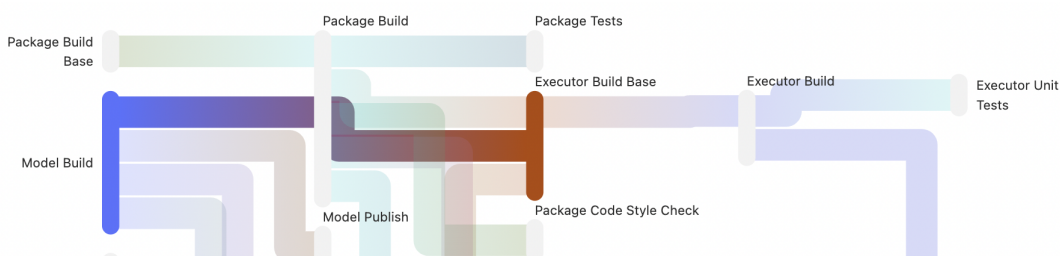 Package Build
Package Tests
Package Build
Base
Executor Build Base
Executor Build
Executor Unit
Tests
Model Build
Package Code Style Check
Model Publish